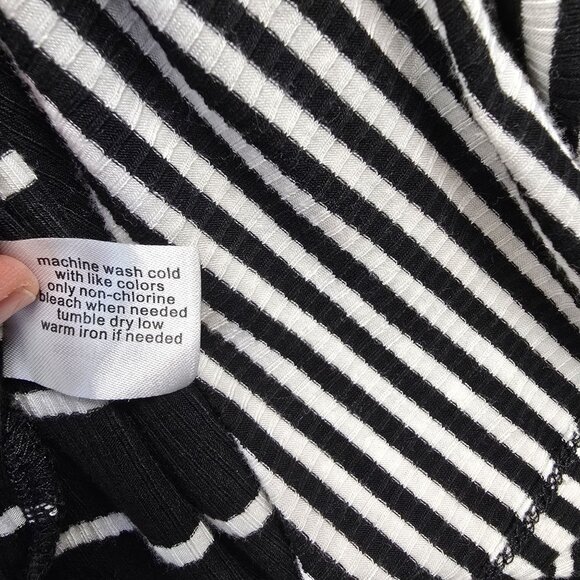 machine wash cold
with like colors
only non-chlorine
bleach when needed
tumble dry low
warm iron if needed